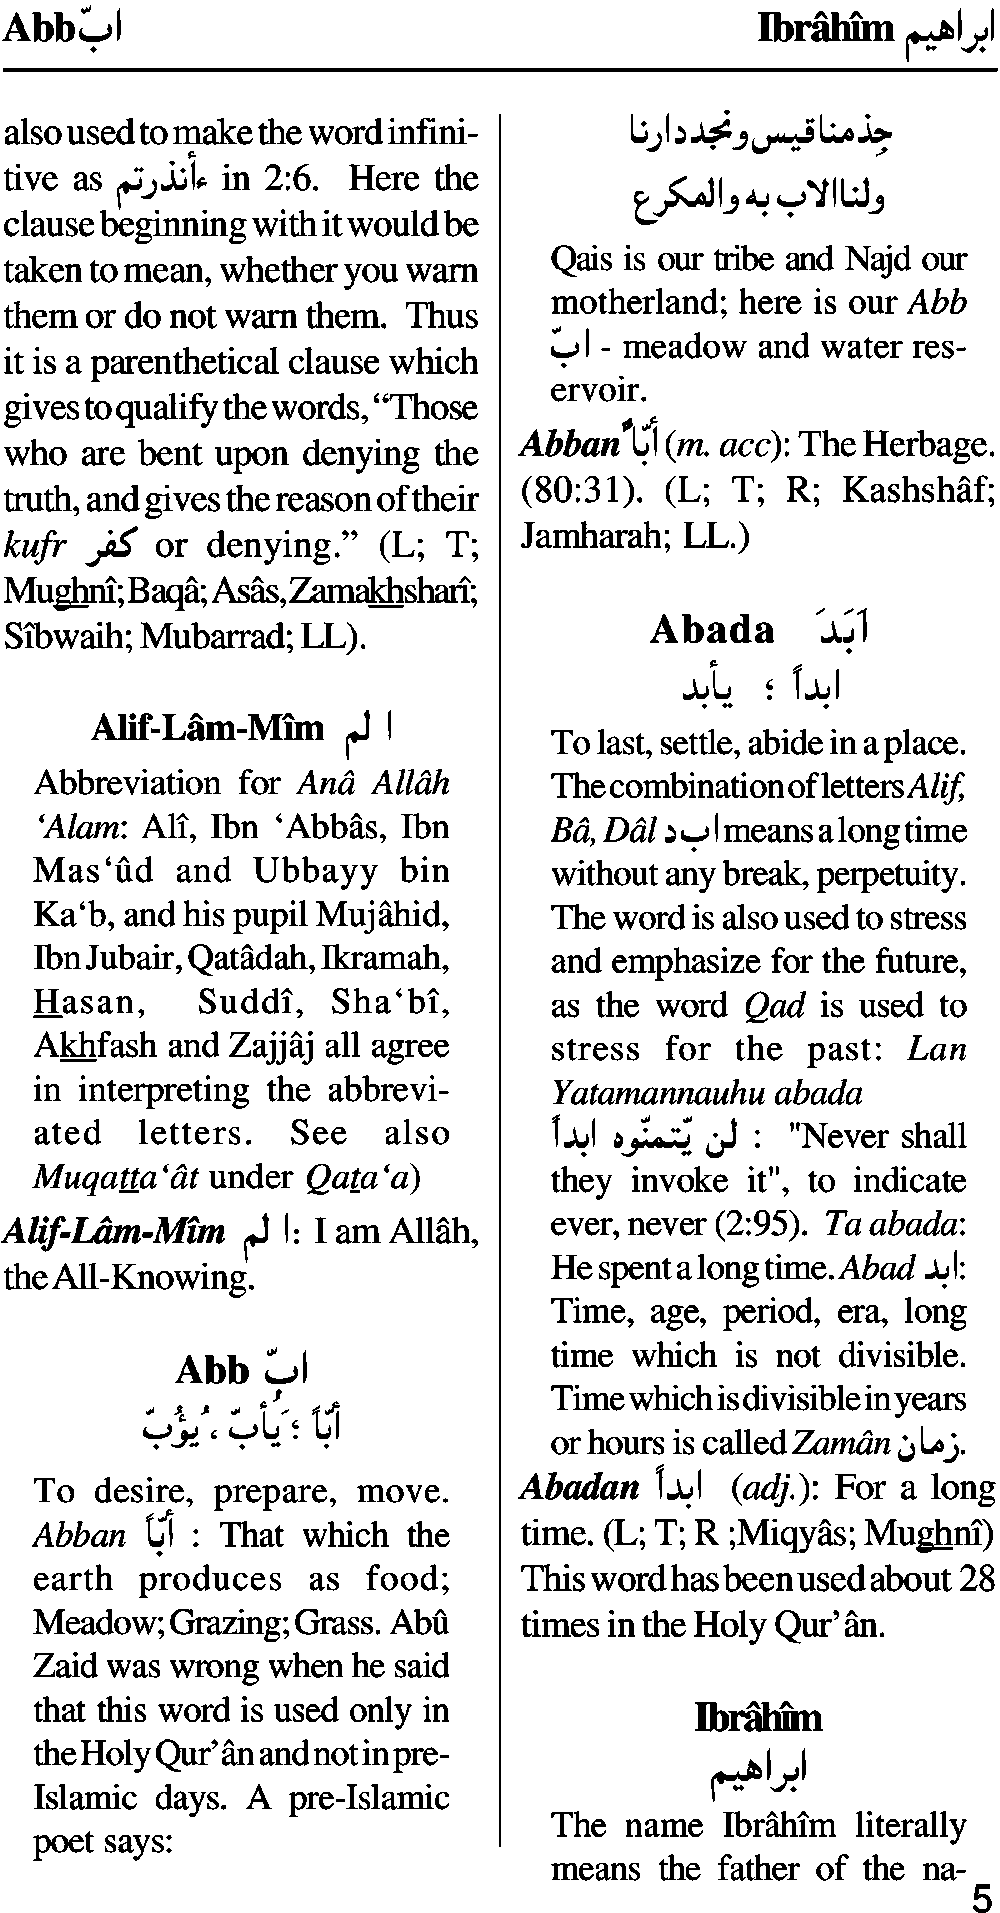 Abb ابّ
Ibrâhîm ابراهيم
also used to make the word infini-
tive as ءأنذرتم in 2:6. Here the
clause beginning with it would be
taken to mean, whether you warn
them or do not warn them. Thus
it is a parenthetical clause which
gives to qualify the words, “Those
who are bent upon denying the
truth, and gives the reason of their
kufr كفر or denying.” (L; T;
Mughnî; Baqâ; Asâs, Zamakhsharî;
Sîbwaih; Mubarrad; LL).
Alif-Lâm-Mîm ا لم
Abbreviation for Anâ Allâh
‘Alam: Alî, Ibn ‘Abbâs, Ibn
Mas‘ûd and Ubbayy bin
Ka‘b, and his pupil Mujâhid,
Ibn Jubair, Qatâdah, Ikramah,
Hasan, Suddî, Sha‘bî,
Akhfash and Zajjâj all agree
in interpreting the abbrevi-
ated letters. See also
Muqatta‘ât under Qata‘a)
Alif-Lâm-Mîm ا لم: I am Allâh,
the All-Knowing.
Abb ابّ
أبّاً ؛ يَأبّ ، يُؤُبّ
To desire, prepare, move.
Abban أبّاً : That which the
earth produces as food;
Meadow; Grazing; Grass. Abû
Zaid was wrong when he said
that this word is used only in
the Holy Qur’ân and not in pre-
Islamic days. A pre-Islamic
poet says:
جِذمنا قيس ونجد دارنا
ولنا الاب به والمكرع
Qais is our tribe and Najd our
motherland; here is our Abb
ابّ - meadow and water res-
ervoir.
Abban أبّاً (m. acc): The Herbage.
(80:31). (L; T; R; Kashshâf;
Jamharah; LL.)
Abada اَبَدَ
ابداً ؛ يأبد
To last, settle, abide in a place.
The combination of letters Alif,
Bâ, Dâl ا ب د means a long time
without any break, perpetuity.
The word is also used to stress
and emphasize for the future,
as the word Qad is used to
stress for the past: Lan
Yatamannauhu abada
لن يّتمنّوه ابداً : "Never shall
they invoke it", to indicate
ever, never (2:95). Ta abada:
He spent a long time. Abad ابد:
Time, age, period, era, long
time which is not divisible.
Time which is divisible in years
or hours is called Zamân زمان.
Abadan ابداً (adj.): For a long
time. (L; T; R ;Miqyâs; Mughnî)
This word has been used about 28
times in the Holy Qur’ân.
Ibrâhîm
ابراهيم
The name Ibrâhîm literally
means the father of the na-
5